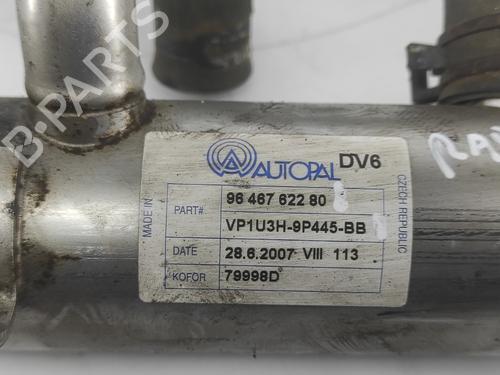 B-PARTS
AUTOPAL DV6
MADE IN
CZECH REPUBLIC
PART# 96 467 622 80
VP1U3H-9P445-BB
DATE 28.6.2007 VIII 113
KOFOR 79998D